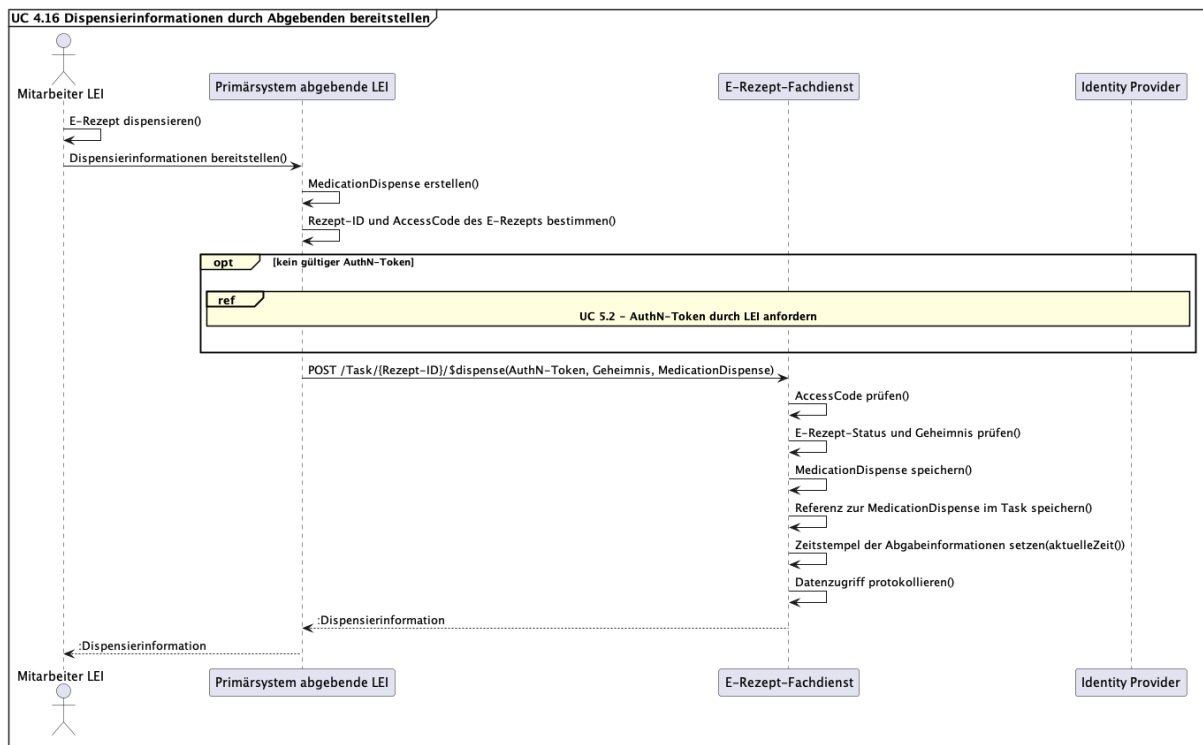 UC 4.16 Dispensierinformationen durch Abgebenden bereitstellen
Mitarbeiter LEI
Primärsystem abgebende LEI
E-Rezept-Fachdienst
Identity Provider
E-Rezept dispensieren()
Dispensierinformationen bereitstellen()
MedicationDispense erstellen()
Rezept-ID und AccessCode des E-Rezepts bestimmen()
opt [kein gültiger AuthN-Token]
ref
UC 5.2 - AuthN-Token durch LEI anfordern
POST /Task/{Rezept-ID}/$dispense(AuthN-Token, Geheimnis, MedicationDispense)
AccessCode prüfen()
E-Rezept-Status und Geheimnis prüfen()
MedicationDispense speichern()
Referenz zur MedicationDispense im Task speichern()
Zeitstempel der Abgabeinformationen setzen(aktuelleZeit())
Datenzugriff protokollieren()
:Dispensierinformation
:Dispensierinformation
Mitarbeiter LEI
Primärsystem abgebende LEI
E-Rezept-Fachdienst
Identity Provider